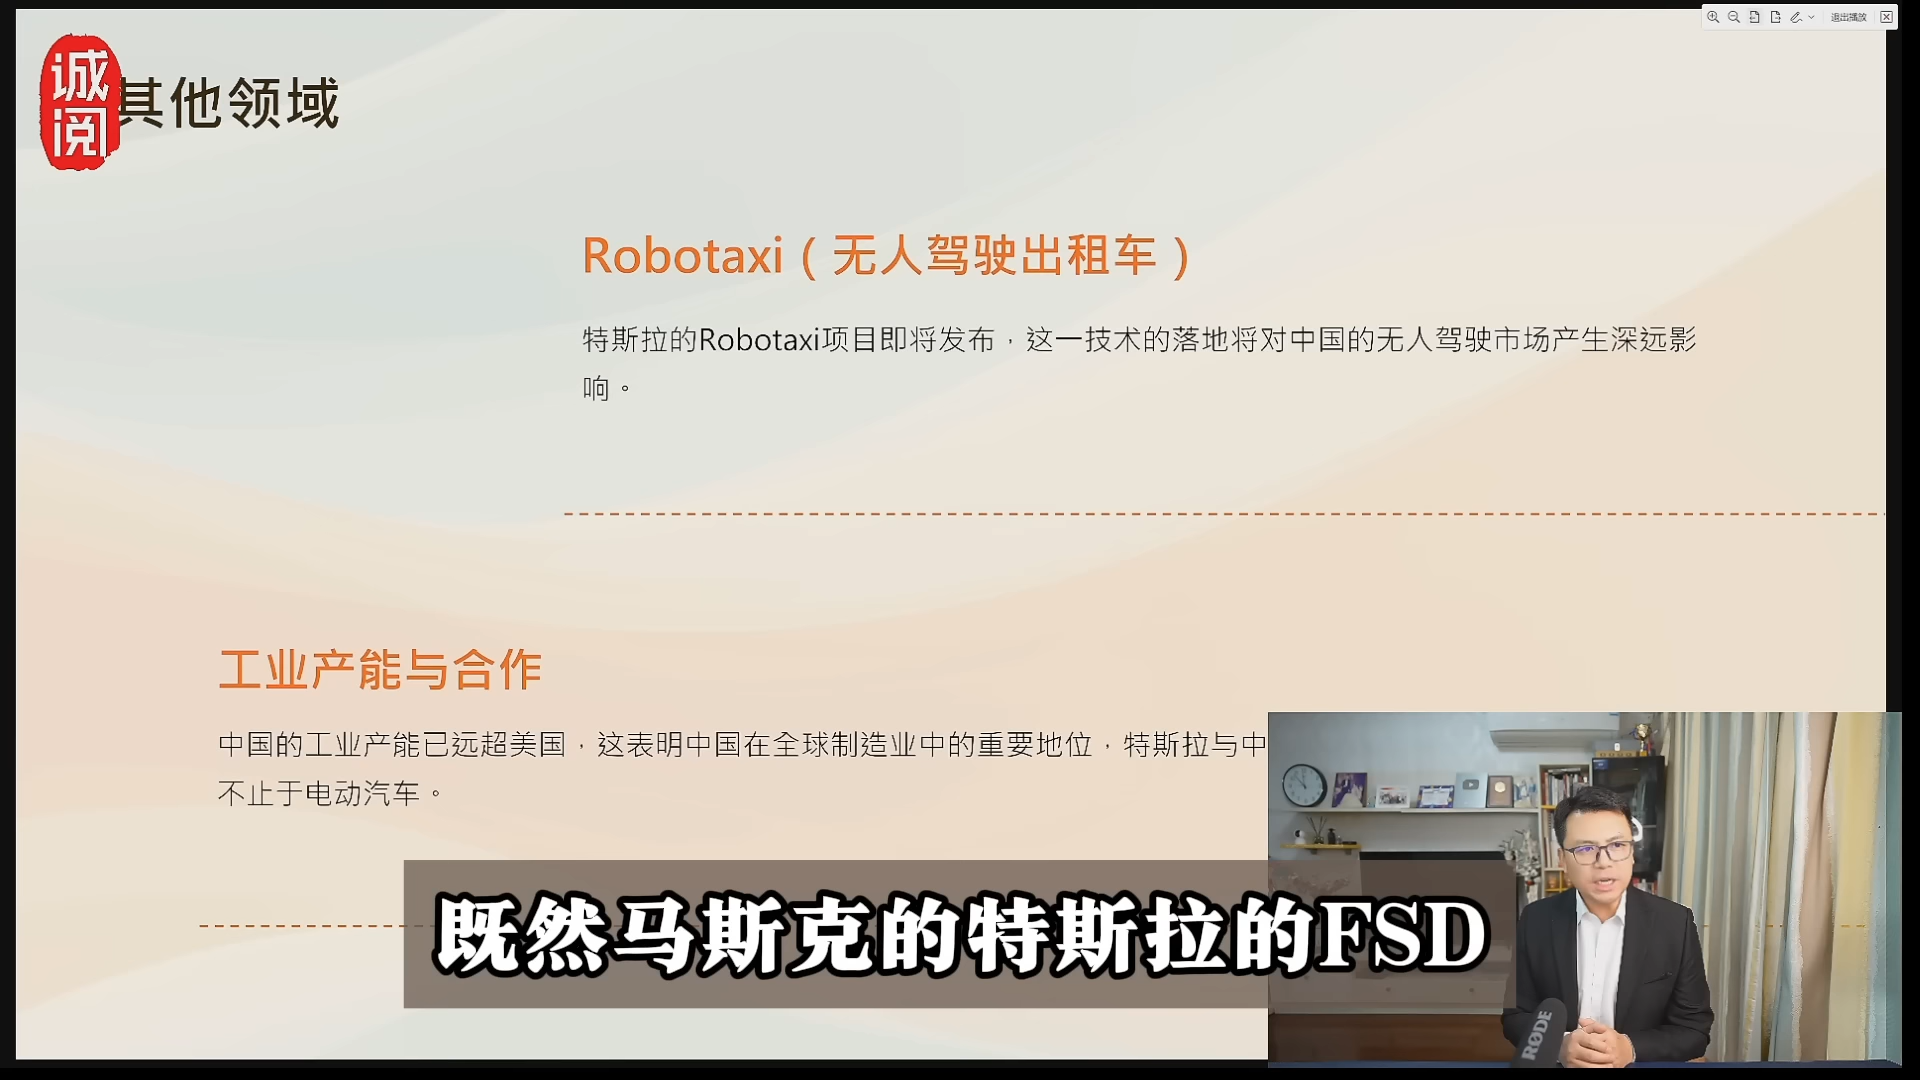 退出播放
诚
阅
其他领域
Robotaxi（无人驾驶出租车）
特斯拉的Robotaxi项目即将发布，这一技术的落地将对中国的无人驾驶市场产生深远影
响。
工业产能与合作
中国的工业产能已远超美国，这表明中国在全球制造业中的重要地位，特斯拉与中
不止于电动汽车。
既然马斯克的特斯拉的FSD
RODE